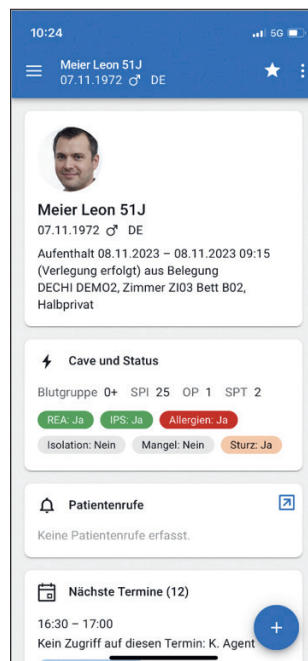 10:24
5G
Meier Leon 51J
07.11.1972 ♂ DE
Meier Leon 51J
07.11.1972 ♂ DE
Aufenthalt 08.11.2023 – 08.11.2023 09:15
(Verlegung erfolgt) aus Belegung
DECHI DEMO2, Zimmer ZI03 Bett B02,
Halbprivat
Cave und Status
Blutgruppe 0+ SPI 25 OP 1 SPT 2
REA: Ja IPS: Ja Allergien: Ja
Isolation: Nein Mangel: Nein Sturz: Ja
Patientenrufe
Keine Patientenrufe erfasst.
Nächste Termine (12)
16:30 – 17:00
Kein Zugriff auf diesen Termin: K. Agent